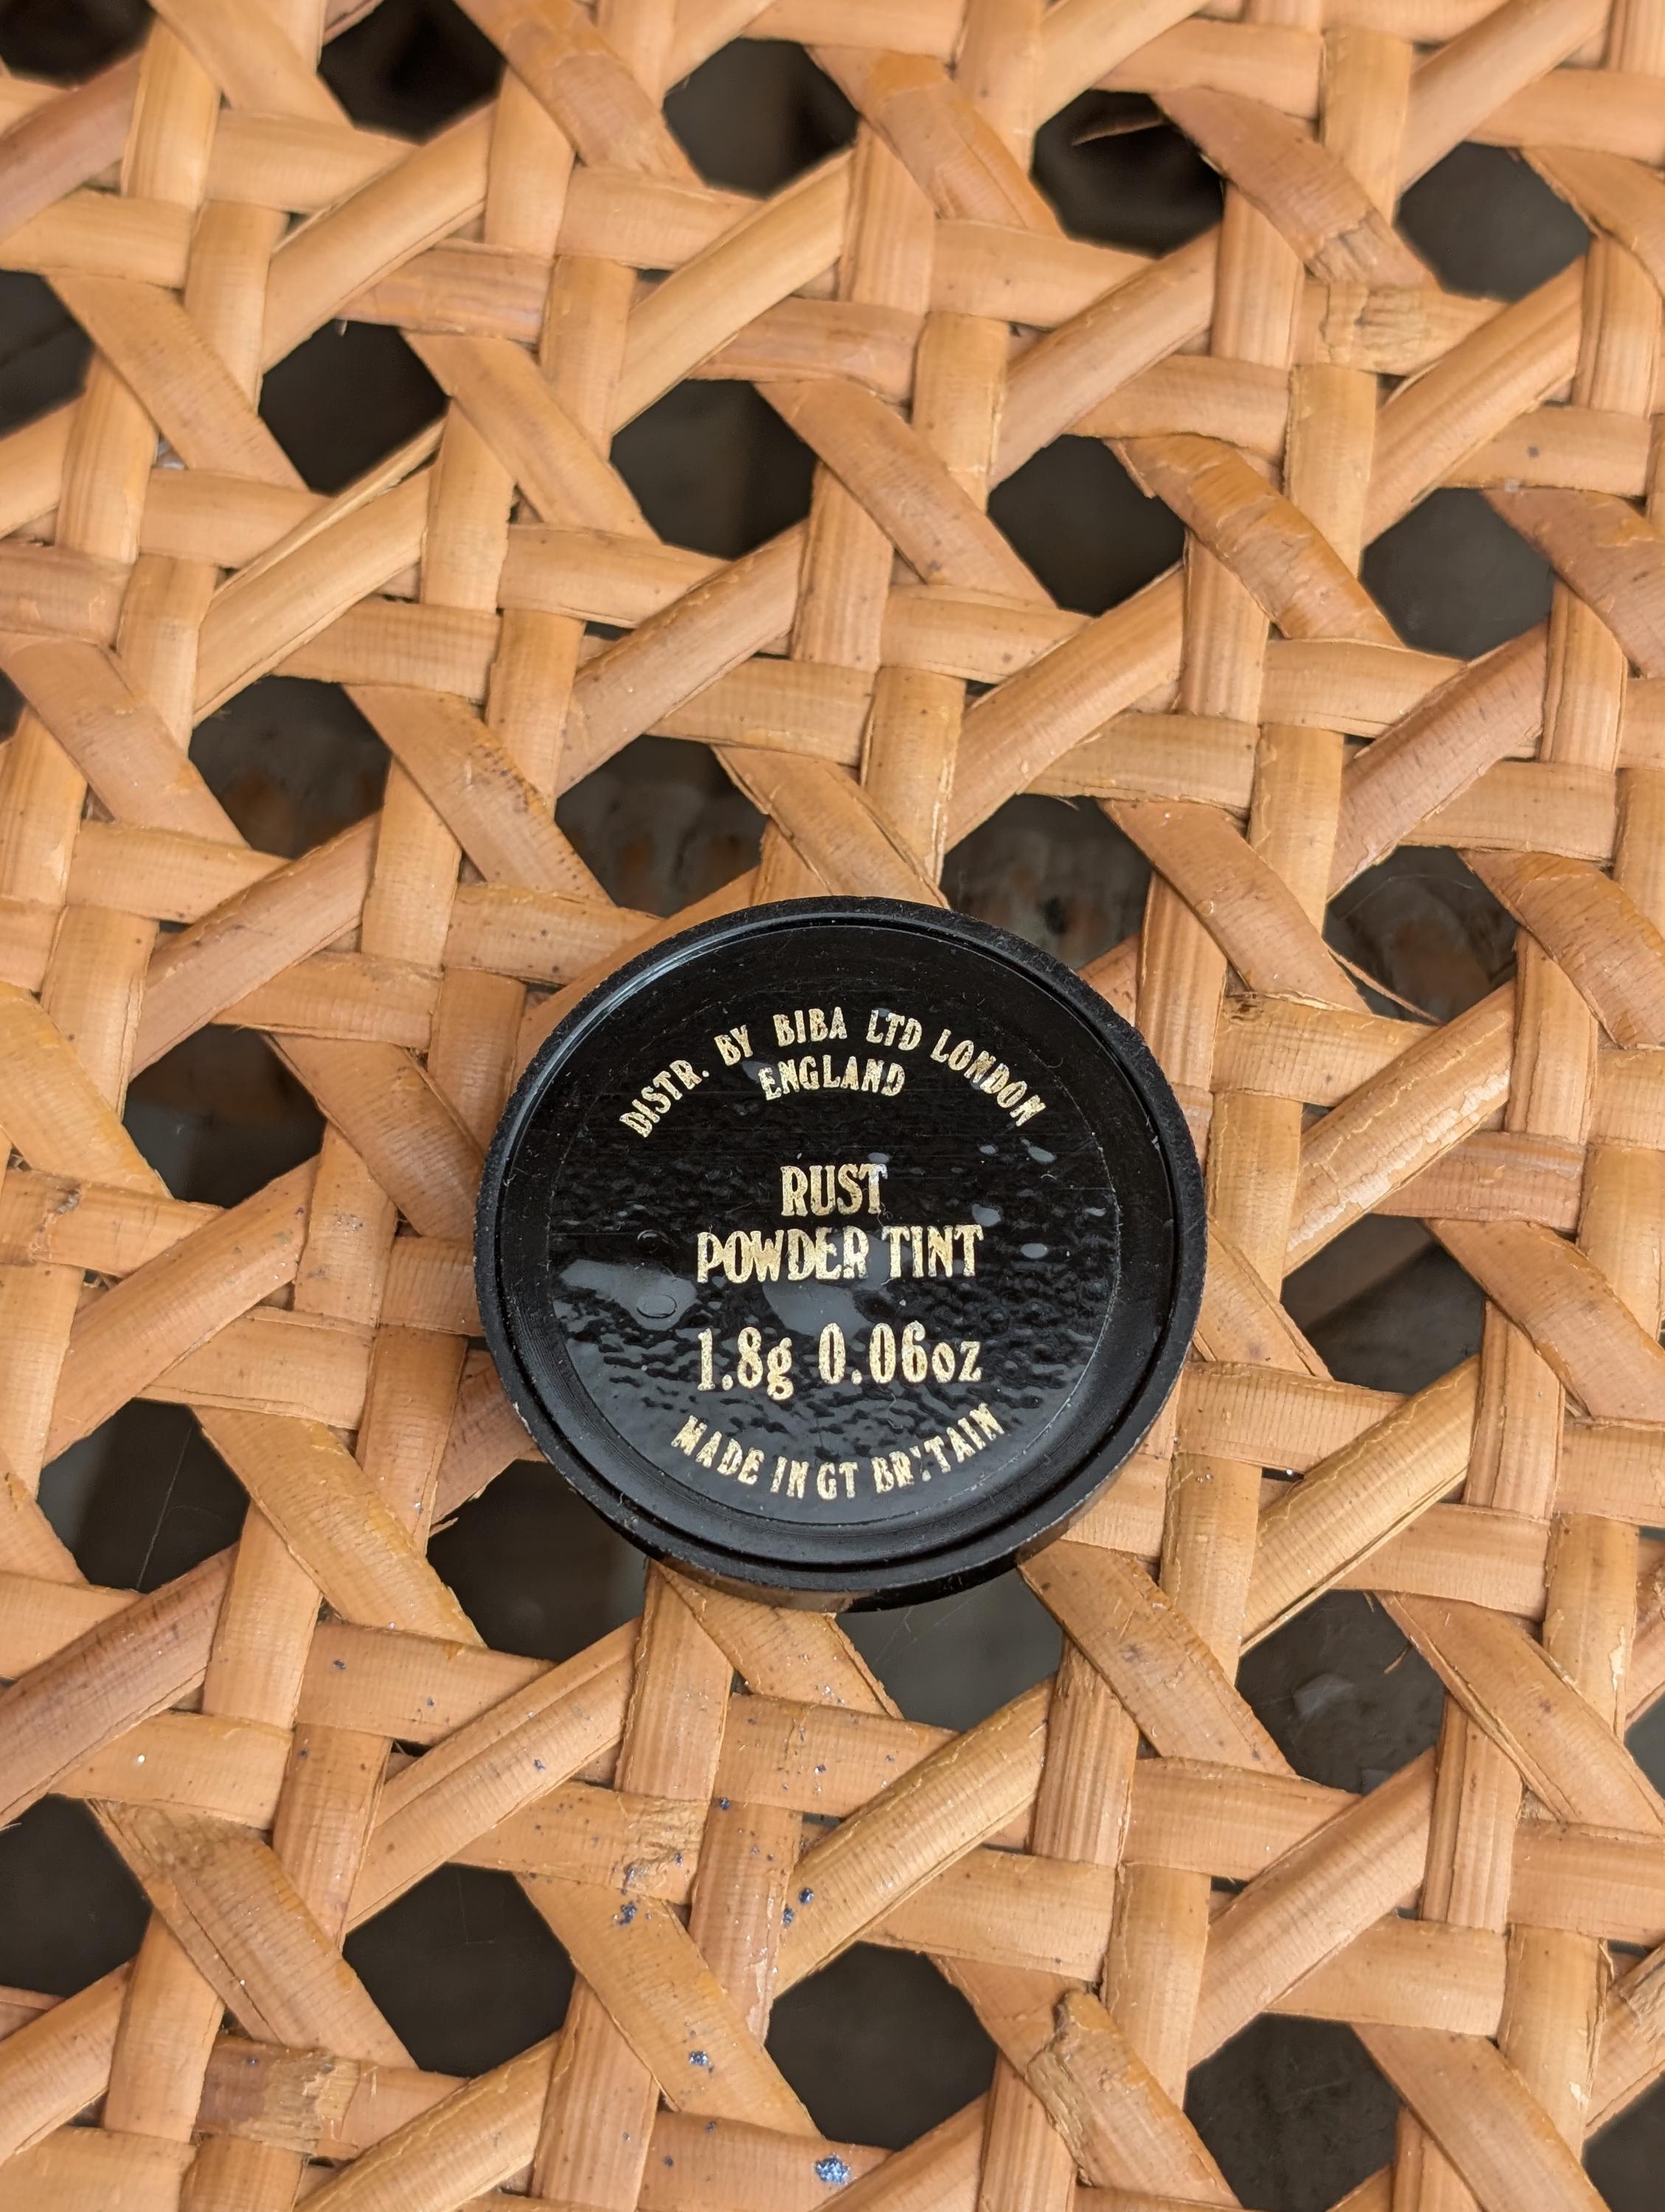 DISTR. BY BIBA LTD LONDON
ENGLAND
RUST
POWDER TINT
1.8g 0.06oz
MADE IN GT BRITAIN